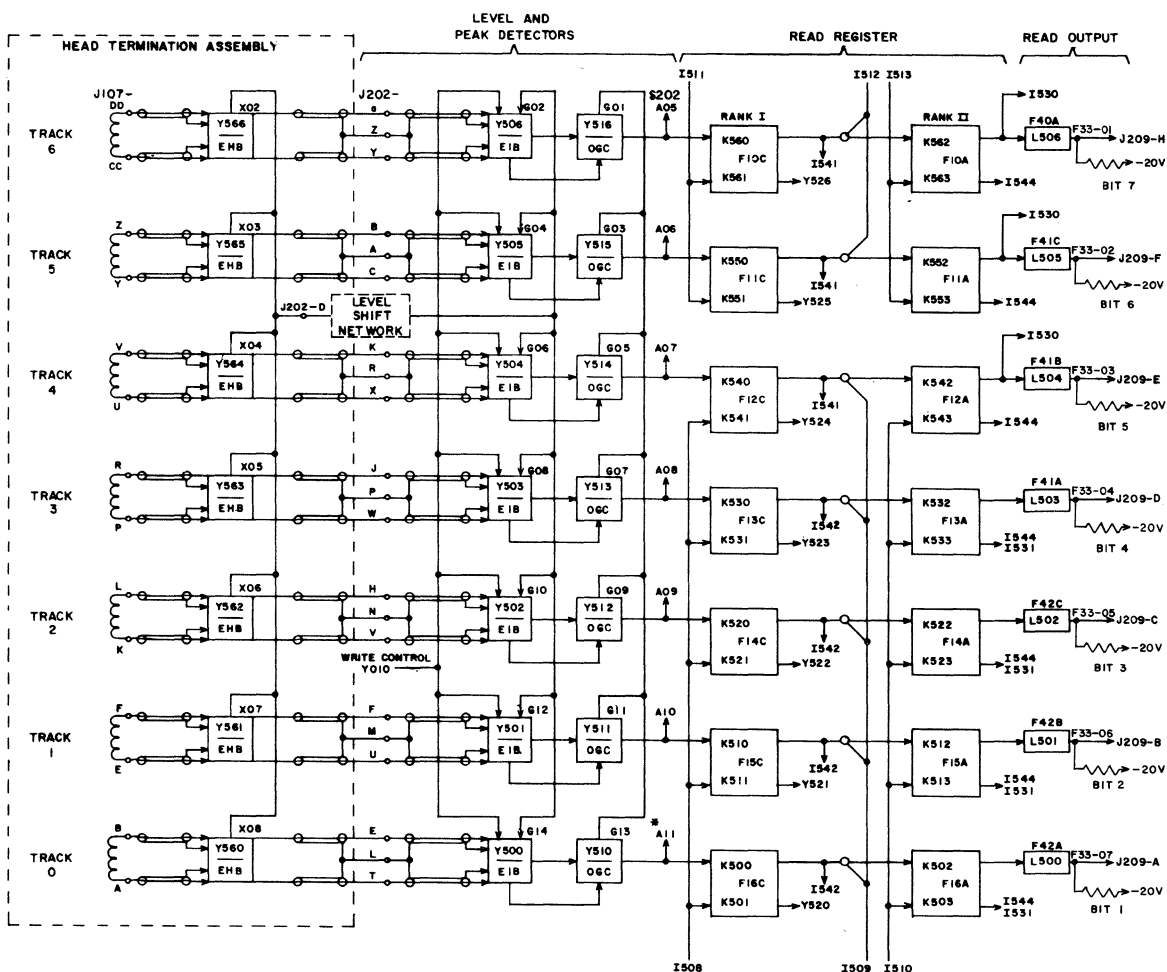 LEVEL AND
PEAK DETECTORS
HEAD TERMINATION ASSEMBLY
READ REGISTER
READ OUTPUT
I511
I512
I513
J107-
J202-
S202
DD
X02
a
G02
G01
A05
RANK I
RANK II
I530
TRACK
6
Y566
EHB
Z
Y506
EIB
Y516
OGC
K560
F10C
K561
I541
Y526
K562
F10A
K563
I544
F40A
L506
F33-01
J209-H
-20V
BIT 7
CC
Y
Z
X03
B
G04
G03
A06
I530
TRACK
5
Y565
EHB
A
Y505
EIB
Y515
OGC
K550
F11C
K551
I541
Y525
K552
F11A
K553
I544
F41C
L505
F33-02
J209-F
-20V
BIT 6
Y
C
J202-D
LEVEL
SHIFT
NETWORK
V
X04
K
G06
G05
A07
I530
TRACK
4
Y564
EHB
R
Y504
EIB
Y514
OGC
K540
F12C
K541
I541
Y524
K542
F12A
K543
I544
F41B
L504
F33-03
J209-E
-20V
BIT 5
U
X
R
X05
J
G08
G07
A08
TRACK
3
Y563
EHB
P
Y503
EIB
Y513
OGC
K530
F13C
K531
I542
Y523
K532
F13A
K533
I544
I531
F41A
L503
F33-04
J209-D
-20V
BIT 4
P
W
L
X06
H
G10
G09
A09
TRACK
2
Y562
EHB
N
Y502
EIB
Y512
OGC
K520
F14C
K521
I542
Y522
K522
F14A
K523
I544
I531
F42C
L502
F33-05
J209-C
-20V
BIT 3
K
V
WRITE CONTROL
Y010
F
X07
F
G12
G11
A10
TRACK
1
Y561
EHB
M
Y501
EIB
Y511
OGC
K510
F15C
K511
I542
Y521
K512
F15A
K513
I544
I531
F42B
L501
F33-06
J209-B
-20V
BIT 2
E
U
B
X08
E
G14
G13
*
A11
TRACK
0
Y560
EHB
L
Y500
EIB
Y510
OGC
K500
F16C
K501
I542
Y520
K502
F16A
K503
I544
I531
F42A
L500
F33-07
J209-A
-20V
BIT 1
A
T
I508
I509
I510